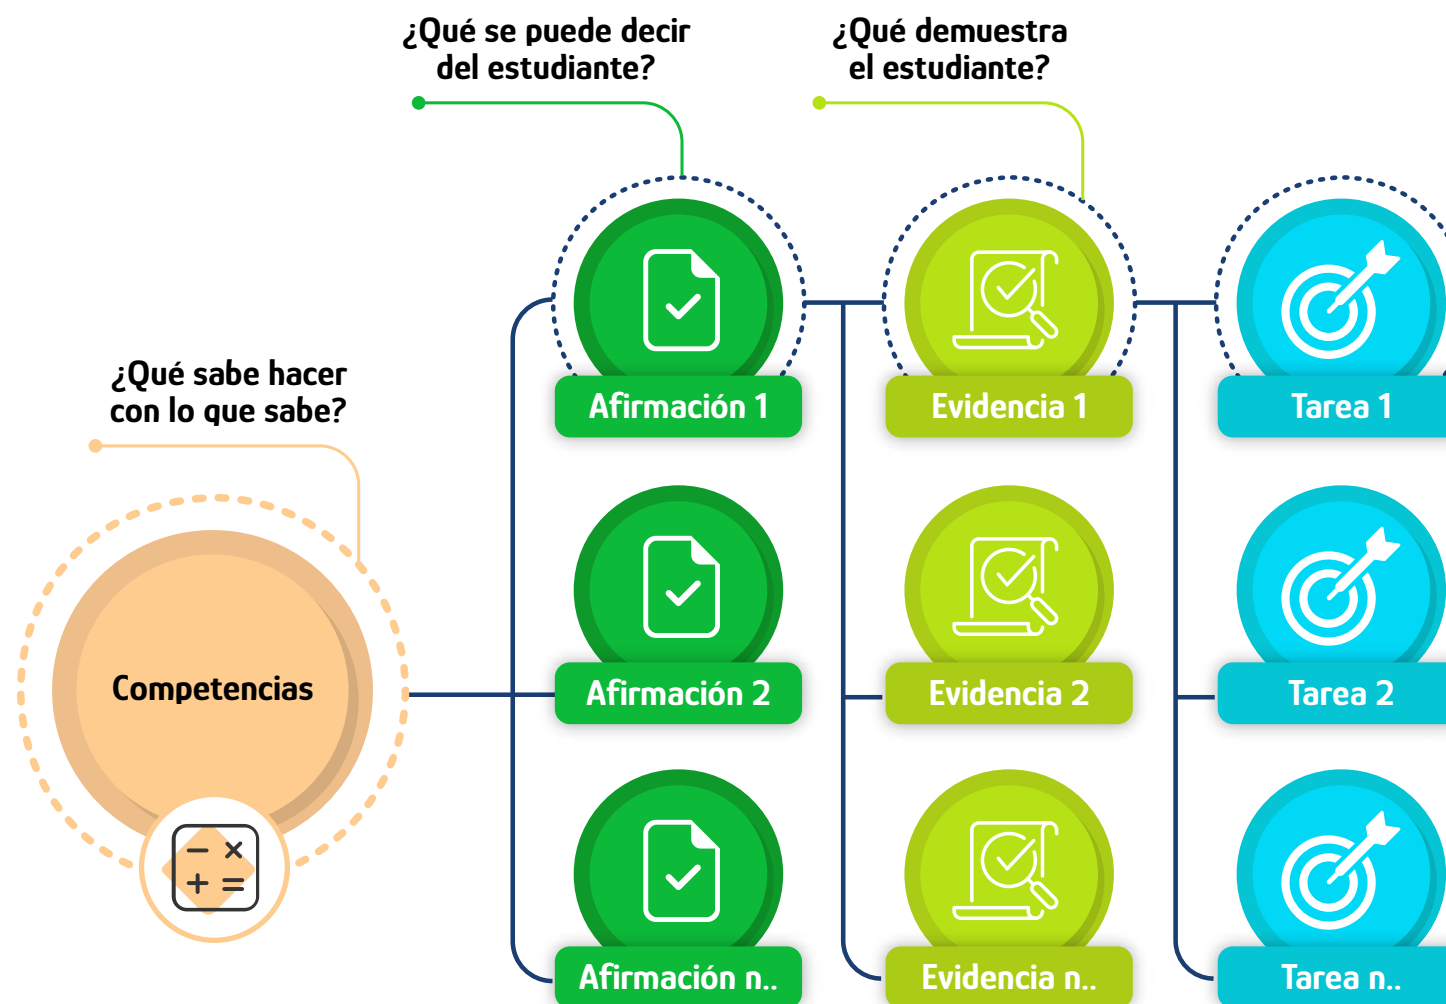 ¿Qué se puede decir
del estudiante?
¿Qué demuestra
el estudiante?
¿Qué sabe hacer
con lo que sabe?
Competencias
Afirmación 1
Evidencia 1
Tarea 1
Afirmación 2
Evidencia 2
Tarea 2
Afirmación n..
Evidencia n..
Tarea n..